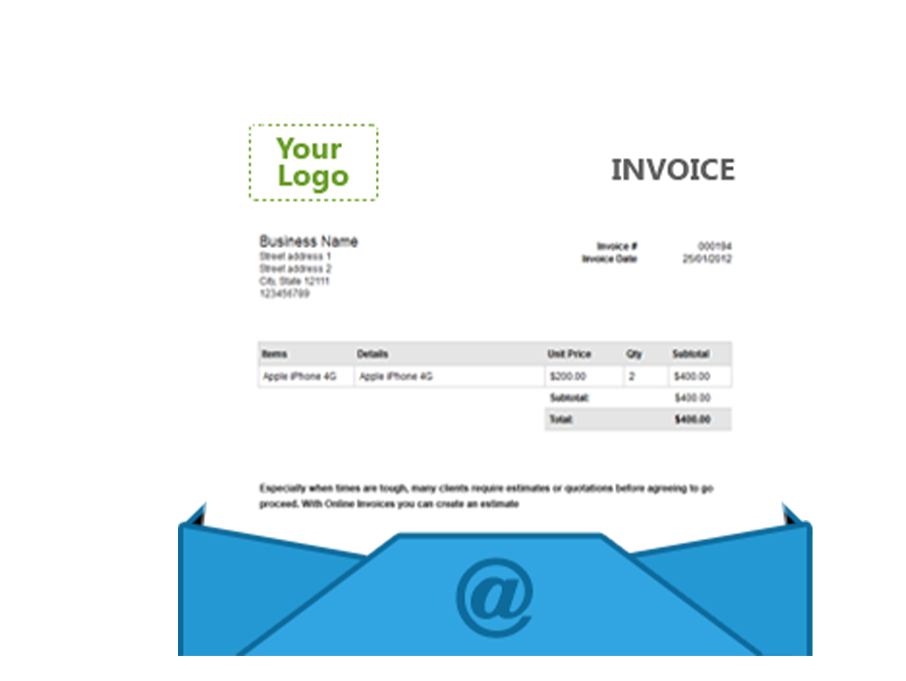 Your
Logo
INVOICE
Business Name
Street address 1
Street address 2
City, State 12111
123456789
Invoice # 000194
Invoice Date 25/01/2012
Items Details Unit Price Qty Subtotal
Apple iPhone 4G Apple iPhone 4G $200.00 2 $400.00
Subtotal: $400.00
Total: $400.00
Especially when times are tough, many clients require estimates or quotations before agreeing to go
proceed. With Online Invoices you can create an estimate
@